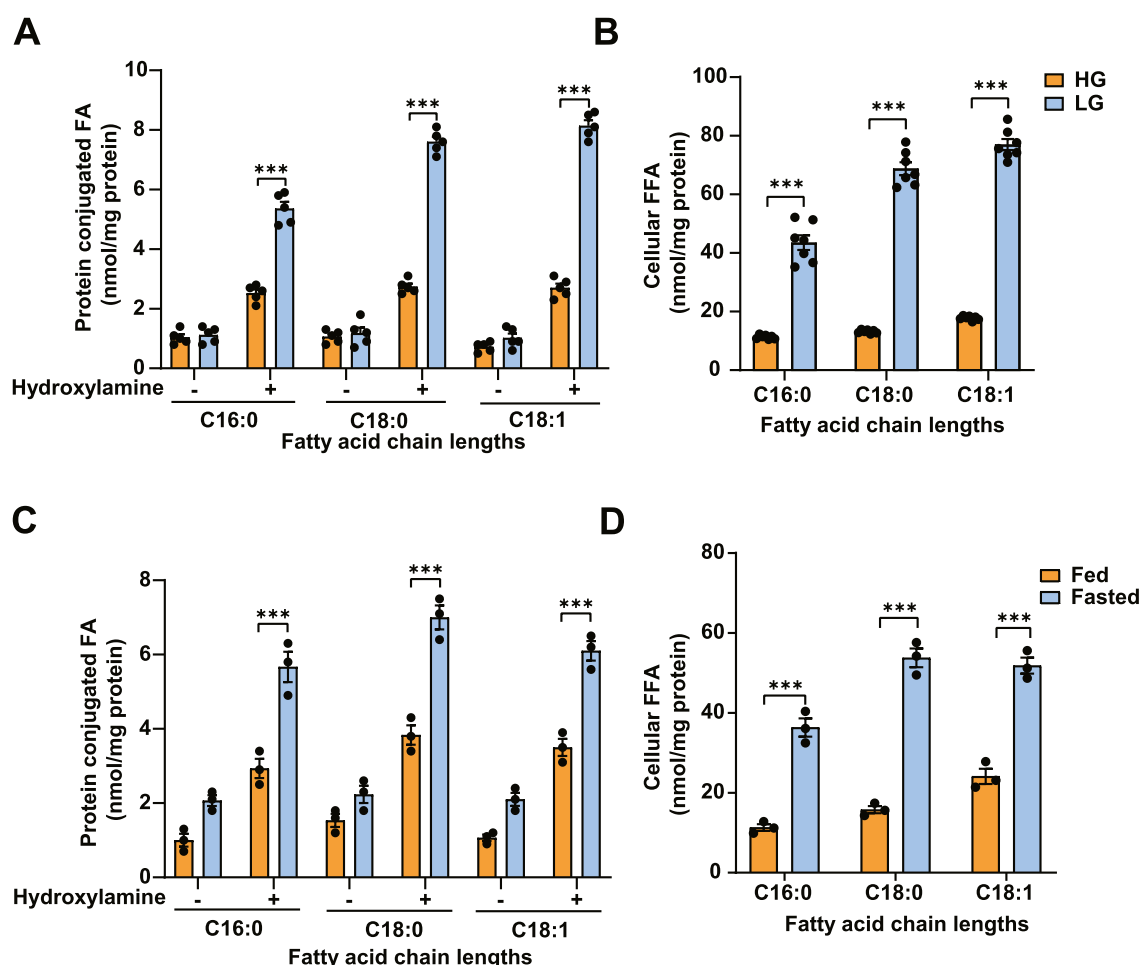 A
Protein conjugated FA
(nmol/mg protein)
10
8
6
4
2
0
***
***
***
Hydroxylamine - + - + - +
C16:0 C18:0 C18:1
Fatty acid chain lengths
B
Cellular FFA
(nmol/mg protein)
100
80
60
40
20
0
***
***
***
HG
LG
C16:0 C18:0 C18:1
Fatty acid chain lengths
C
Protein conjugated FA
(nmol/mg protein)
8
6
4
2
0
***
***
***
Hydroxylamine - + - + - +
C16:0 C18:0 C18:1
Fatty acid chain lengths
D
Cellular FFA
(nmol/mg protein)
80
60
40
20
0
***
***
***
Fed
Fasted
C16:0 C18:0 C18:1
Fatty acid chain lengths